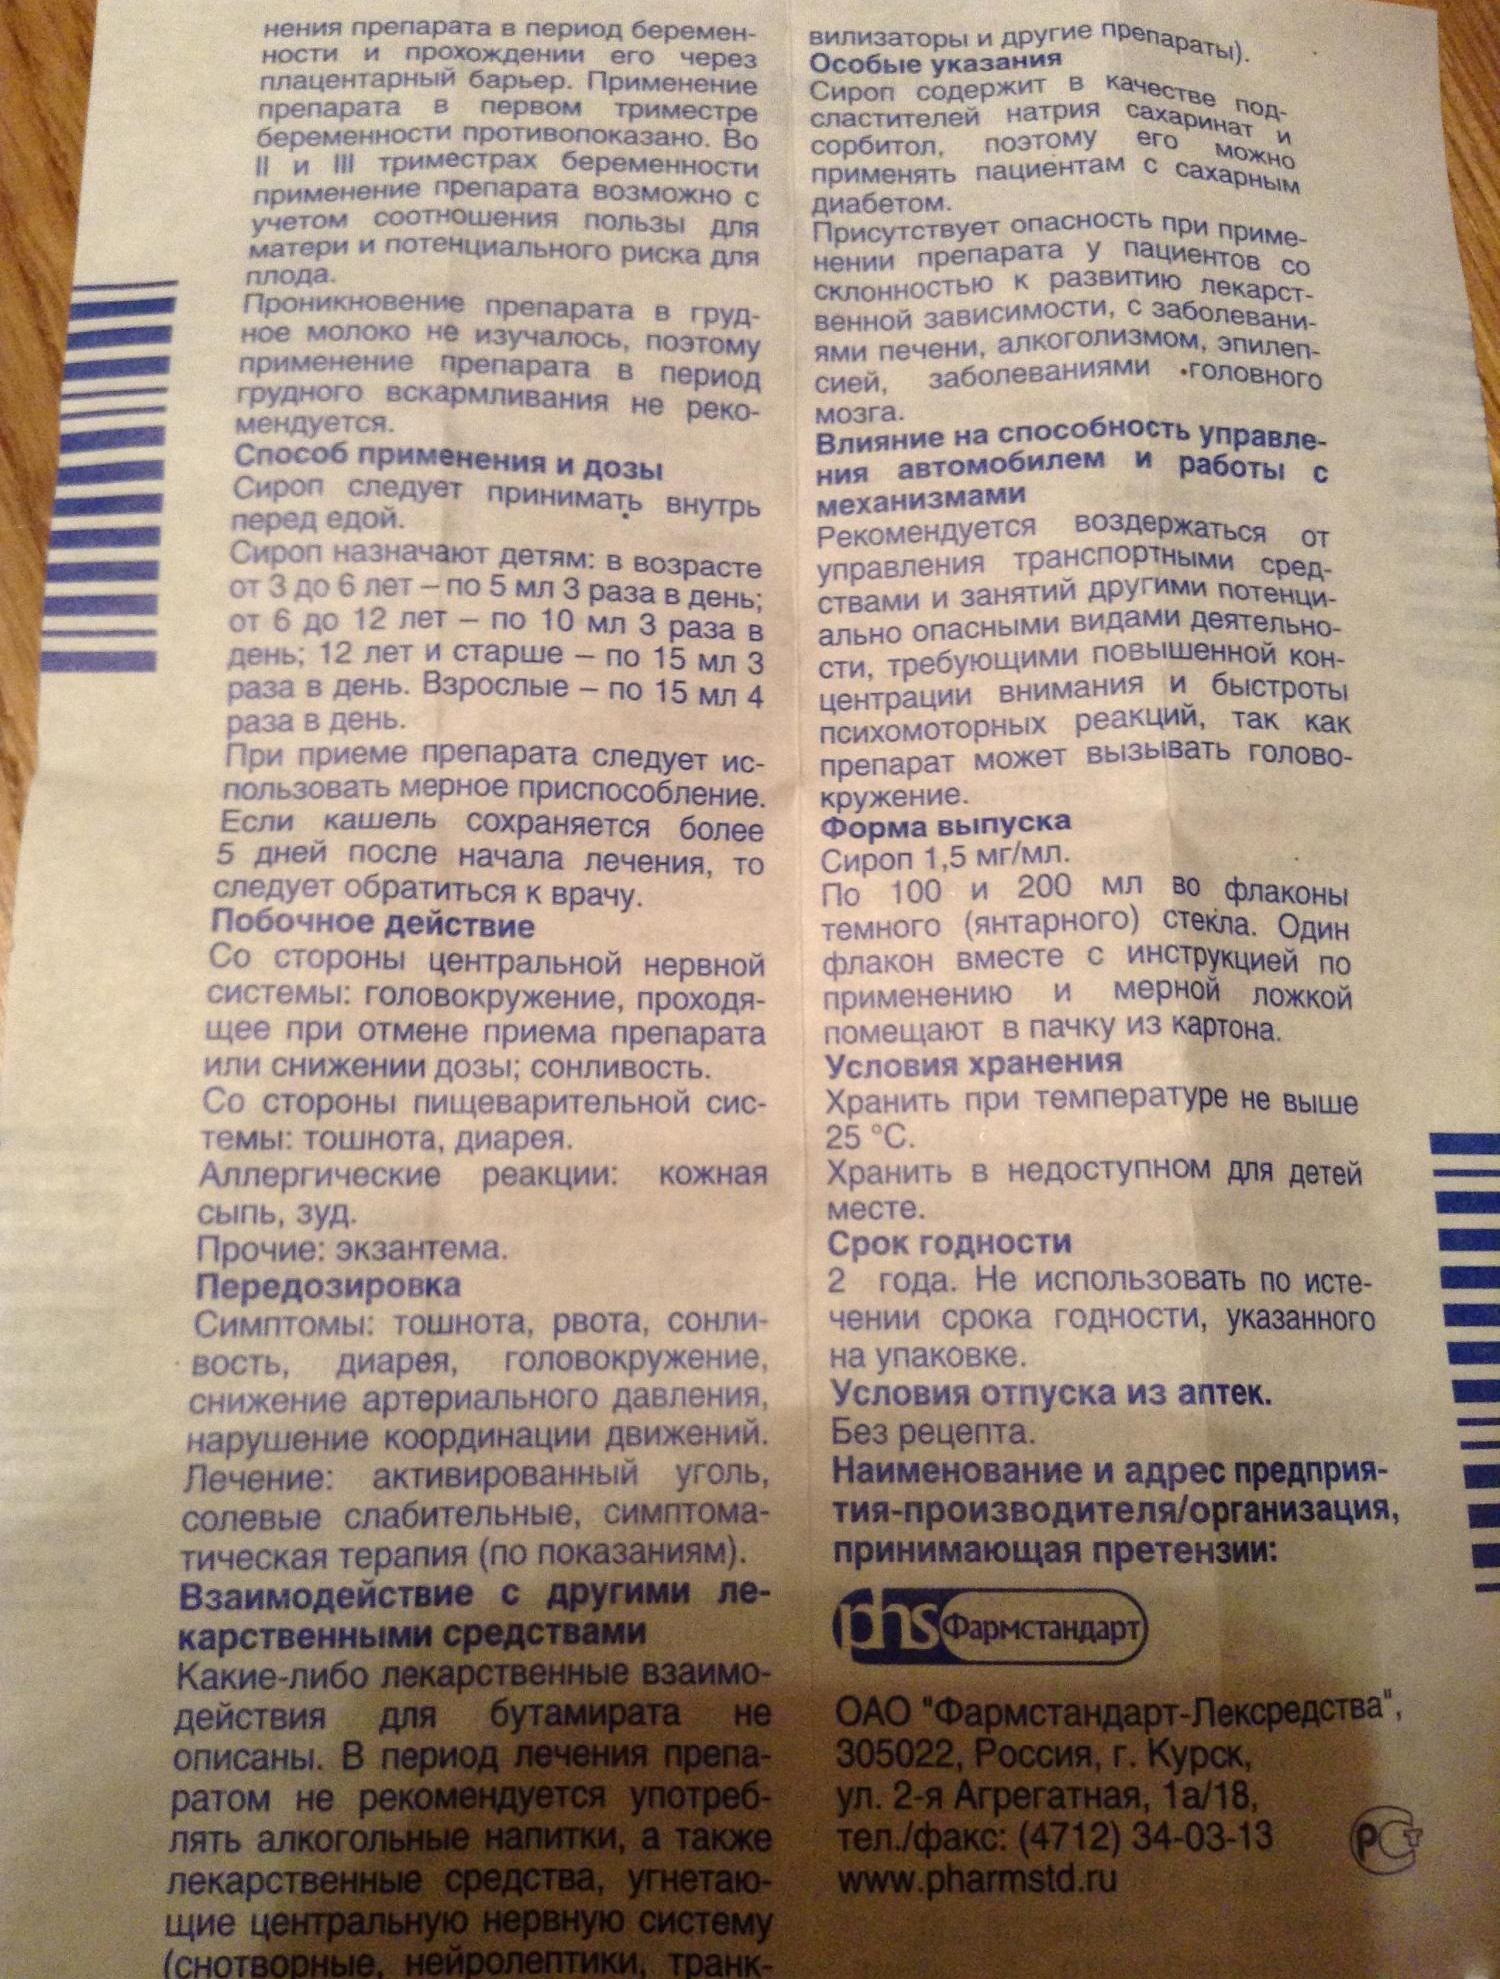 нения препарата в период беремен-
ности и прохождении его через
плацентарный барьер. Применение
препарата в первом триместре
беременности противопоказано. Во
II и III триместрах беременности
применение препарата возможно с
учетом соотношения пользы для
матери и потенциального риска для
плода.
Проникновение препарата в груд-
ное молоко не изучалось, поэтому
применение препарата в период
грудного вскармливания не реко-
мендуется.
Способ применения и дозы
Сироп следует принимать внутрь
перед едой.
Сироп назначают детям: в возрасте
от 3 до 6 лет – по 5 мл 3 раза в день;
от 6 до 12 лет – по 10 мл 3 раза в
день; 12 лет и старше – по 15 мл 3
раза в день. Взрослые – по 15 мл 4
раза в день.
При приеме препарата следует ис-
пользовать мерное приспособление.
Если кашель сохраняется более
5 дней после начала лечения, то
следует обратиться к врачу.
Побочное действие
Со стороны центральной нервной
системы: головокружение, проходя-
щее при отмене приема препарата
или снижении дозы; сонливость.
Со стороны пищеварительной сис-
темы: тошнота, диарея.
Аллергические реакции: кожная
сыпь, зуд.
Прочие: экзантема.
Передозировка
Симптомы: тошнота, рвота, сонли-
вость, диарея, головокружение,
снижение артериального давления,
нарушение координации движений.
Лечение: активированный уголь,
солевые слабительные, симптома-
тическая терапия (по показаниям).
Взаимодействие с другими ле-
карственными средствами
Какие-либо лекарственные взаимо-
действия для бутамирата не
описаны. В период лечения препа-
ратом не рекомендуется употреб-
лять алкогольные напитки, а также
лекарственные средства, угнетаю-
щие центральную нервную систему
(снотворные, нейролептики, транк-
вилизаторы и другие препараты).
Особые указания
Сироп содержит в качестве под-
сластителей натрия сахаринат и
сорбитол, поэтому его можно
применять пациентам с сахарным
диабетом.
Присутствует опасность при приме-
нении препарата у пациентов со
склонностью к развитию лекарст-
венной зависимости, с заболевани-
ями печени, алкоголизмом, эпилеп-
сией, заболеваниями головного
мозга.
Влияние на способность управле-
ния автомобилем и работы с
механизмами
Рекомендуется воздержаться от
управления транспортными сред-
ствами и занятий другими потенци-
ально опасными видами деятельно-
сти, требующими повышенной кон-
центрации внимания и быстроты
психомоторных реакций, так как
препарат может вызывать голово-
кружение.
Форма выпуска
Сироп 1,5 мг/мл.
По 100 и 200 мл во флаконы
темного (янтарного) стекла. Один
флакон вместе с инструкцией по
применению и мерной ложкой
помещают в пачку из картона.
Условия хранения
Хранить при температуре не выше
25 °С.
Хранить в недоступном для детей
месте.
Срок годности
2 года. Не использовать по исте-
чении срока годности, указанного
на упаковке.
Условия отпуска из аптек.
Без рецепта.
Наименование и адрес предприя-
тия-производителя/организация,
принимающая претензии:
phs Фармстандарт
ОАО "Фармстандарт-Лексредства",
305022, Россия, г. Курск,
ул. 2-я Агрегатная, 1а/18,
тел./факс: (4712) 34-03-13
www.pharmstd.ru